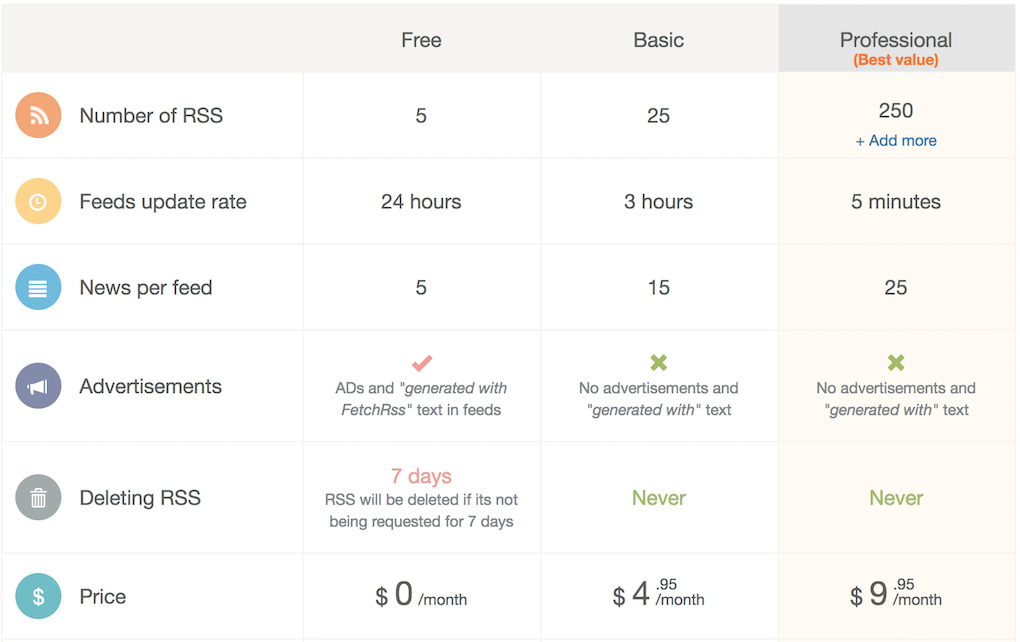 Free Basic Professional
(Best value)
Number of RSS 5 25 250
+ Add more
Feeds update rate 24 hours 3 hours 5 minutes
News per feed 5 15 25
Advertisements
ADs and "generated with No advertisements and No advertisements and
FetchRss" text in feeds "generated with" text "generated with" text
7 days
Deleting RSS RSS will be deleted if its not Never Never
being requested for 7 days
$ Price $ 0 /month $ 4 .95 /month $ 9 .95 /month